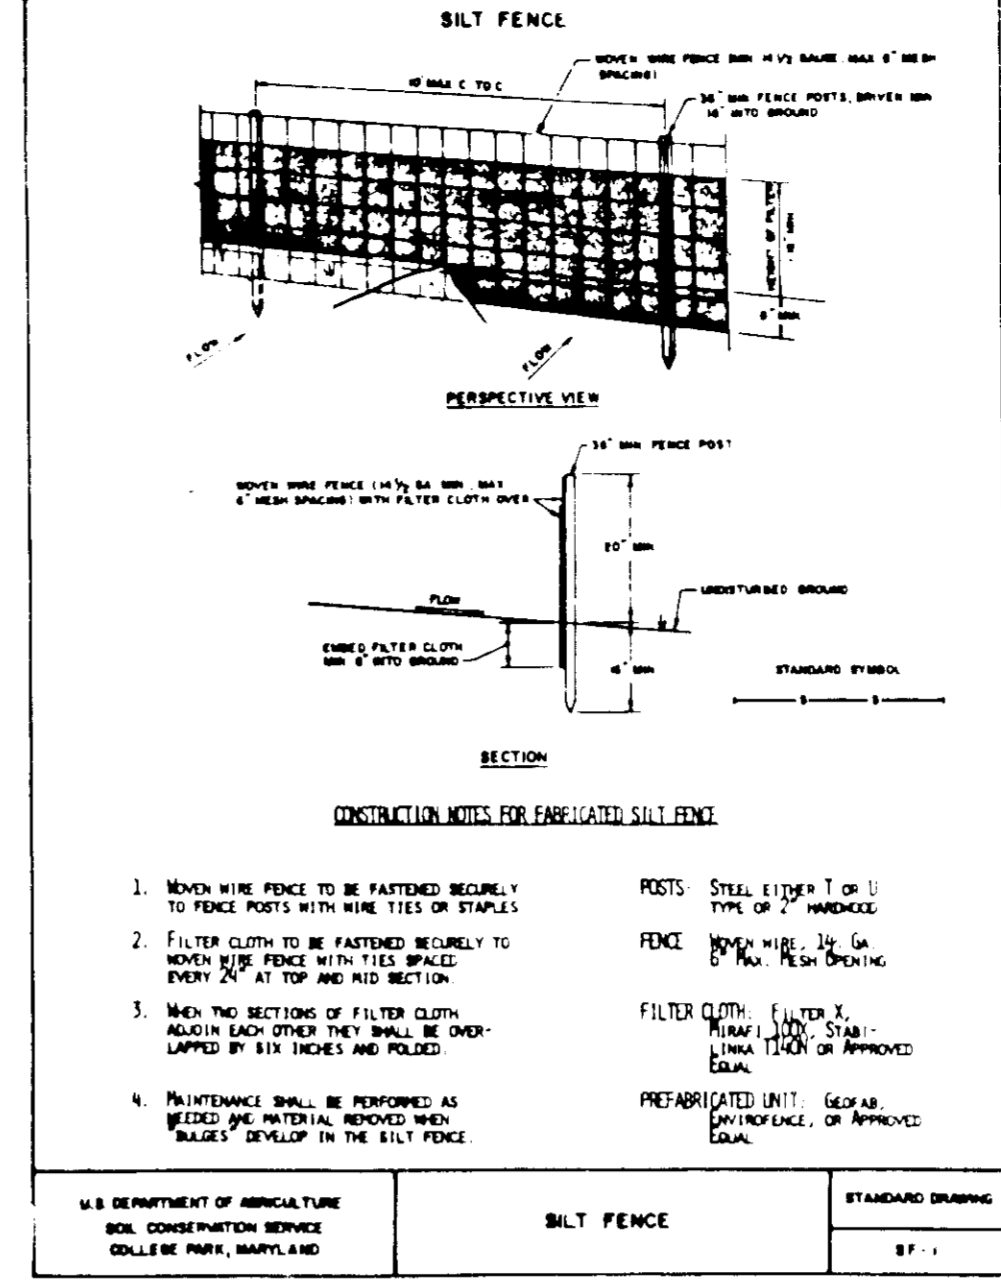 SILT FENCE
WOVEN WIRE FENCE (MIN 14 1/2 GAUGE, MAX 6" MESH
SPACING)
10' MAX C TO C
36" MIN FENCE POSTS, DRIVEN MIN
16" INTO GROUND
HEIGHT OF FILTER
MIN
8" MIN
FLOW
FLOW
PERSPECTIVE VIEW
36" MIN FENCE POST
WOVEN WIRE FENCE (14 1/2 GA MIN, MAX
6" MESH SPACING) WITH FILTER CLOTH OVER
20" MIN
UNDISTURBED GROUND
FLOW
EMBED FILTER CLOTH
MIN 8" INTO GROUND
16" MIN
STANDARD SYMBOL
S S
SECTION
CONSTRUCTION NOTES FOR FABRICATED SILT FENCE
1. WOVEN WIRE FENCE TO BE FASTENED SECURELY
TO FENCE POSTS WITH WIRE TIES OR STAPLES
2. FILTER CLOTH TO BE FASTENED SECURELY TO
WOVEN WIRE FENCE WITH TIES SPACED
EVERY 24" AT TOP AND MID SECTION.
3. WHEN TWO SECTIONS OF FILTER CLOTH
ADJOIN EACH OTHER THEY SHALL BE OVER-
LAPPED BY SIX INCHES AND FOLDED.
4. MAINTENANCE SHALL BE PERFORMED AS
NEEDED AND MATERIAL REMOVED WHEN
"BULGES" DEVELOP IN THE SILT FENCE.
POSTS: STEEL EITHER T OR U
TYPE OR 2" HARDWOOD
FENCE WOVEN WIRE, 14. GA.
6" MAX. MESH OPENING
FILTER CLOTH: FILTER X,
MIRAFI 100X, STABI-
LINKA T140N OR APPROVED
EQUAL
PREFABRICATED UNIT: GEOFAB,
ENVIROFENCE, OR APPROVED
EQUAL
U.S. DEPARTMENT OF AGRICULTURE
SOIL CONSERVATION SERVICE
COLLEGE PARK, MARYLAND
SILT FENCE
STANDARD DRAWING
SF - 1